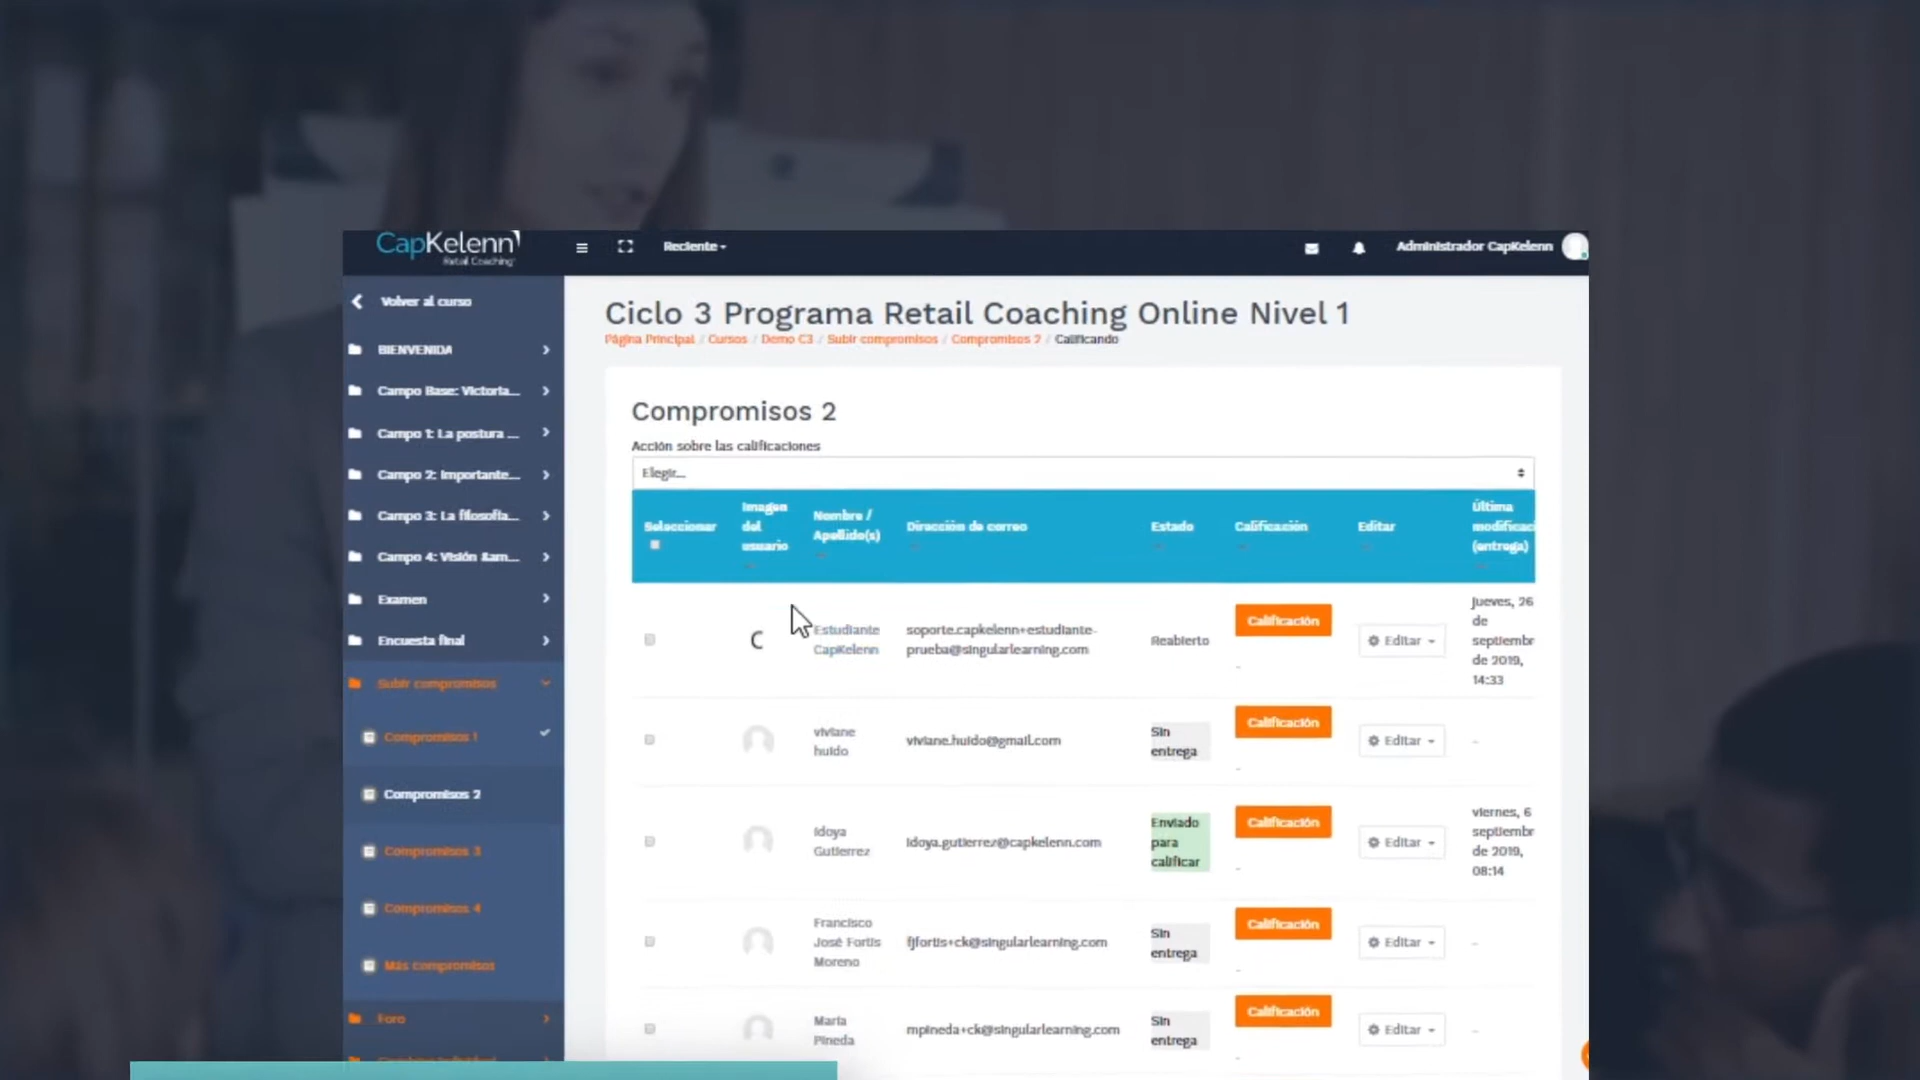 CapKelenn
Retail Coaching
Reciente
Administrador CapKelenn
Volver al curso
BIENVENIDA
Campo Base: Victoria...
Campo 1: La postura ...
Campo 2: Importante...
Campo 3: La filosofía...
Campo 4: Visión &am...
Examen
Encuesta final
Subir compromisos
Compromisos 1
Compromisos 2
Compromisos 3
Compromisos 4
Más compromisos
Foro
Ciclo 3 Programa Retail Coaching Online Nivel 1
Página Principal / Cursos / Demo C3 / Subir compromisos / Compromisos 2 / Calificando
Compromisos 2
Acción sobre las calificaciones
Elegir...
Seleccionar
Imagen
del
usuario
Nombre /
Apellido(s)
Dirección de correo
Estado
Calificación
Editar
Última
modificaci
(entrega)
C
Estudiante
CapKelenn
soporte.capkelenn+estudiante-
prueba@singularlearning.com
Reabierto
Calificación
-
Editar
jueves, 26
de
septiembr
de 2019,
14:33
viviane
huido
viviane.huido@gmail.com
Sin
entrega
Calificación
-
Editar
-
Idoya
Gutierrez
idoya.gutierrez@capkelenn.com
Enviado
para
calificar
Calificación
-
Editar
viernes, 6
septiembr
de 2019,
08:14
Francisco
José Fortis
Moreno
fjfortis+ck@singularlearning.com
Sin
entrega
Calificación
-
Editar
-
María
Pineda
mpineda+ck@singularlearning.com
Sin
entrega
Calificación
-
Editar
-